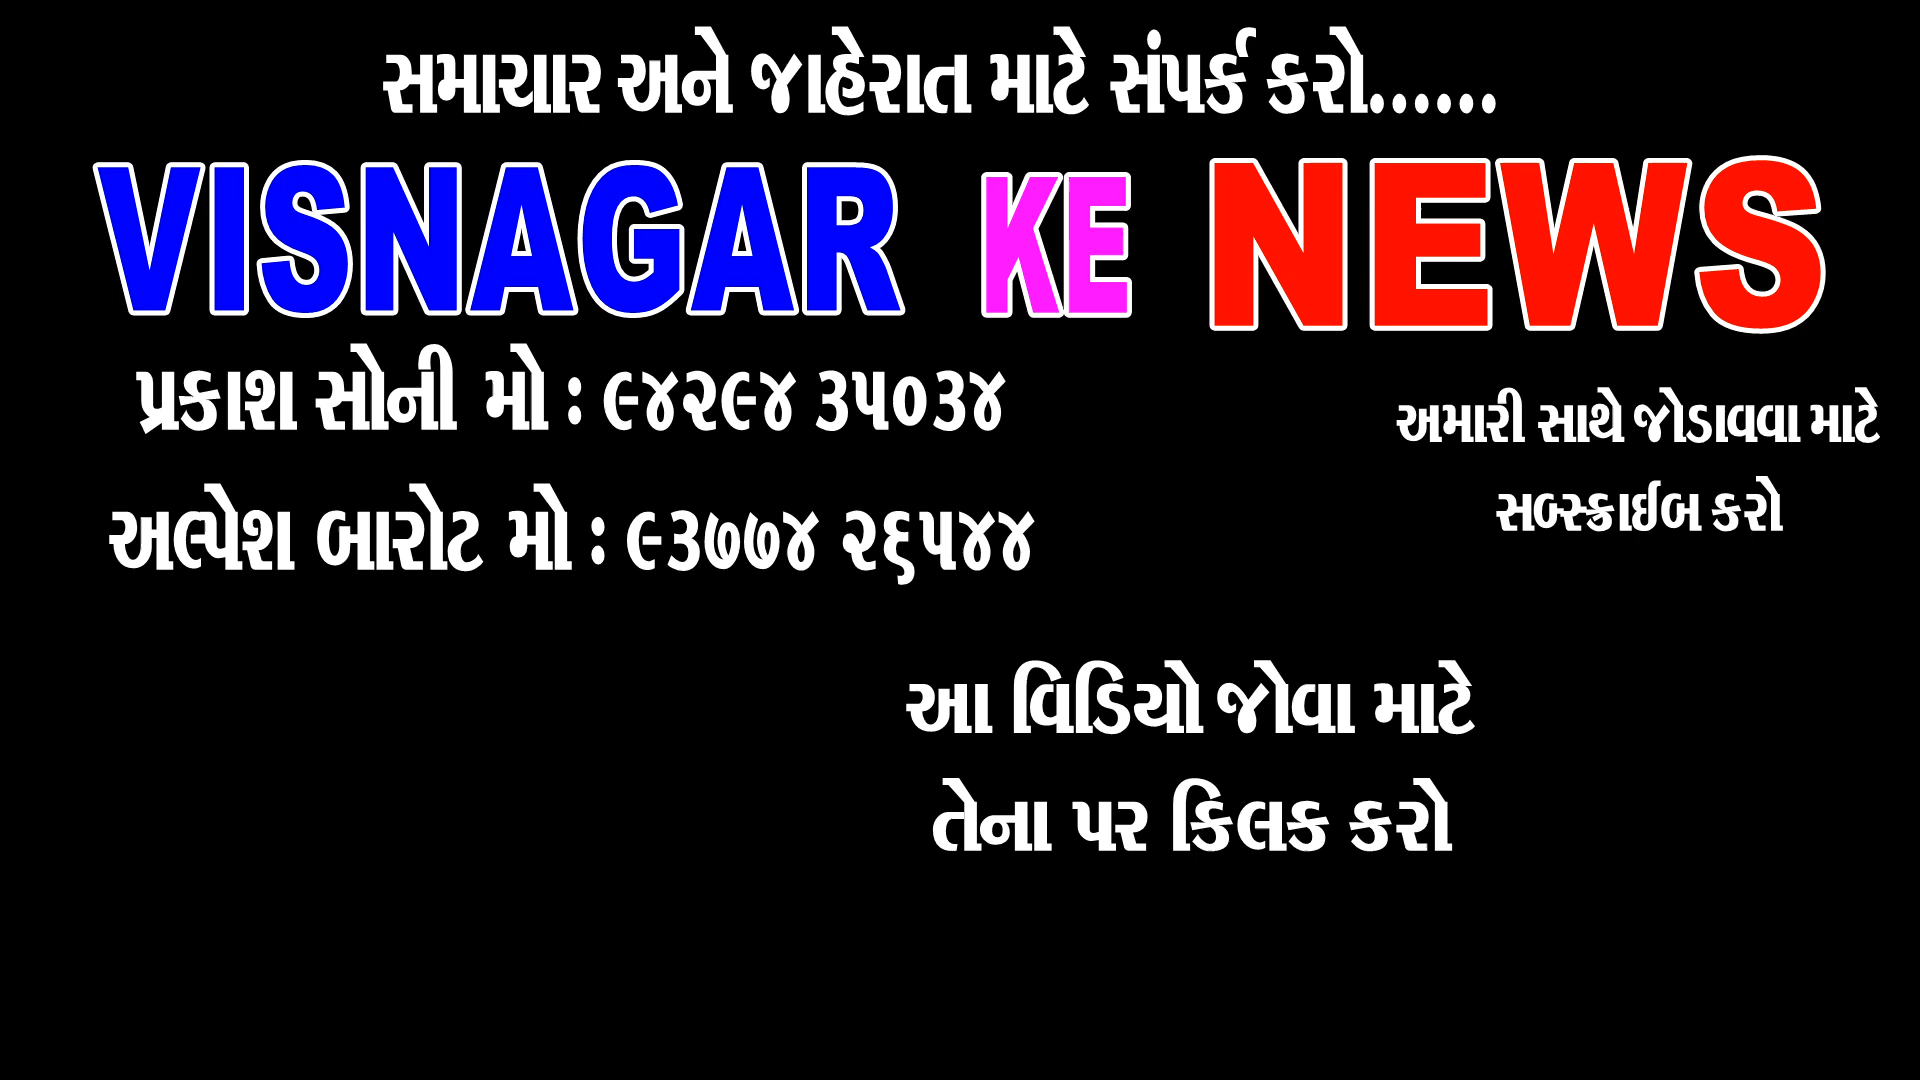 સમાચાર અને જાહેરાત માટે સંપર્ક કરો......
VISNAGAR KE NEWS
પ્રકાશ સોની મો : ૯૪૨૯૪ ૩૫૦૩૪
અલ્પેશ બારોટ મો : ૯૩૭૭૪ ૨૬૫૪૪
અમારી સાથે જોડાવવા માટે
સબ્સ્ક્રાઈબ કરો
આ વિડિયો જોવા માટે
તેના પર કિલક કરો